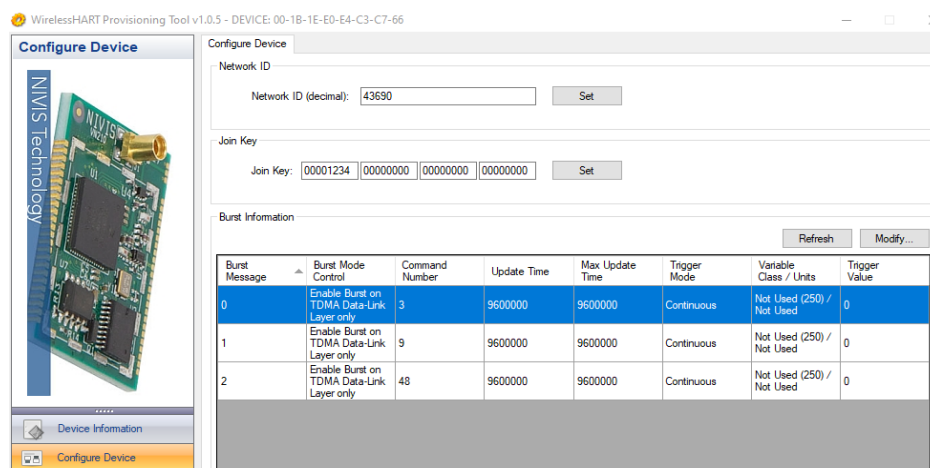 WirelessHART Provisioning Tool v1.0.5 - DEVICE: 00-1B-1E-E0-E4-C3-C7-66
Configure Device
Configure Device
Network ID
Network ID (decimal): 43690 Set
Join Key
Join Key: 00001234 00000000 00000000 00000000 Set
Burst Information
Refresh Modify...
Burst Message Burst Mode Control Command Number Update Time Max Update Time Trigger Mode Variable Class / Units Trigger Value
0 Enable Burst on TDMA Data-Link Layer only 3 9600000 9600000 Continuous Not Used (250) / Not Used 0
1 Enable Burst on TDMA Data-Link Layer only 9 9600000 9600000 Continuous Not Used (250) / Not Used 0
2 Enable Burst on TDMA Data-Link Layer only 48 9600000 9600000 Continuous Not Used (250) / Not Used 0
NIVIS Technology
NIVIS
U1
U7
Device Information
Configure Device